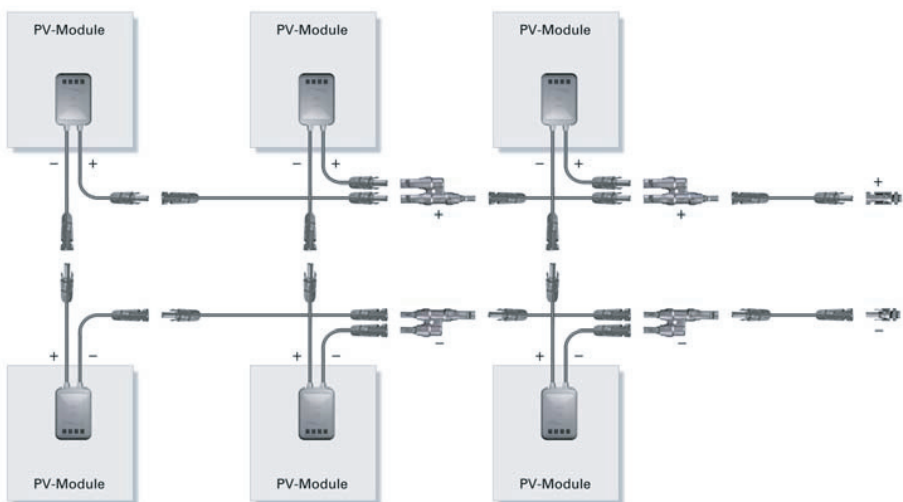 PV-Module PV-Module PV-Module
− + − + − +
+
+ +
− −
−
+ − + − + −
PV-Module PV-Module PV-Module